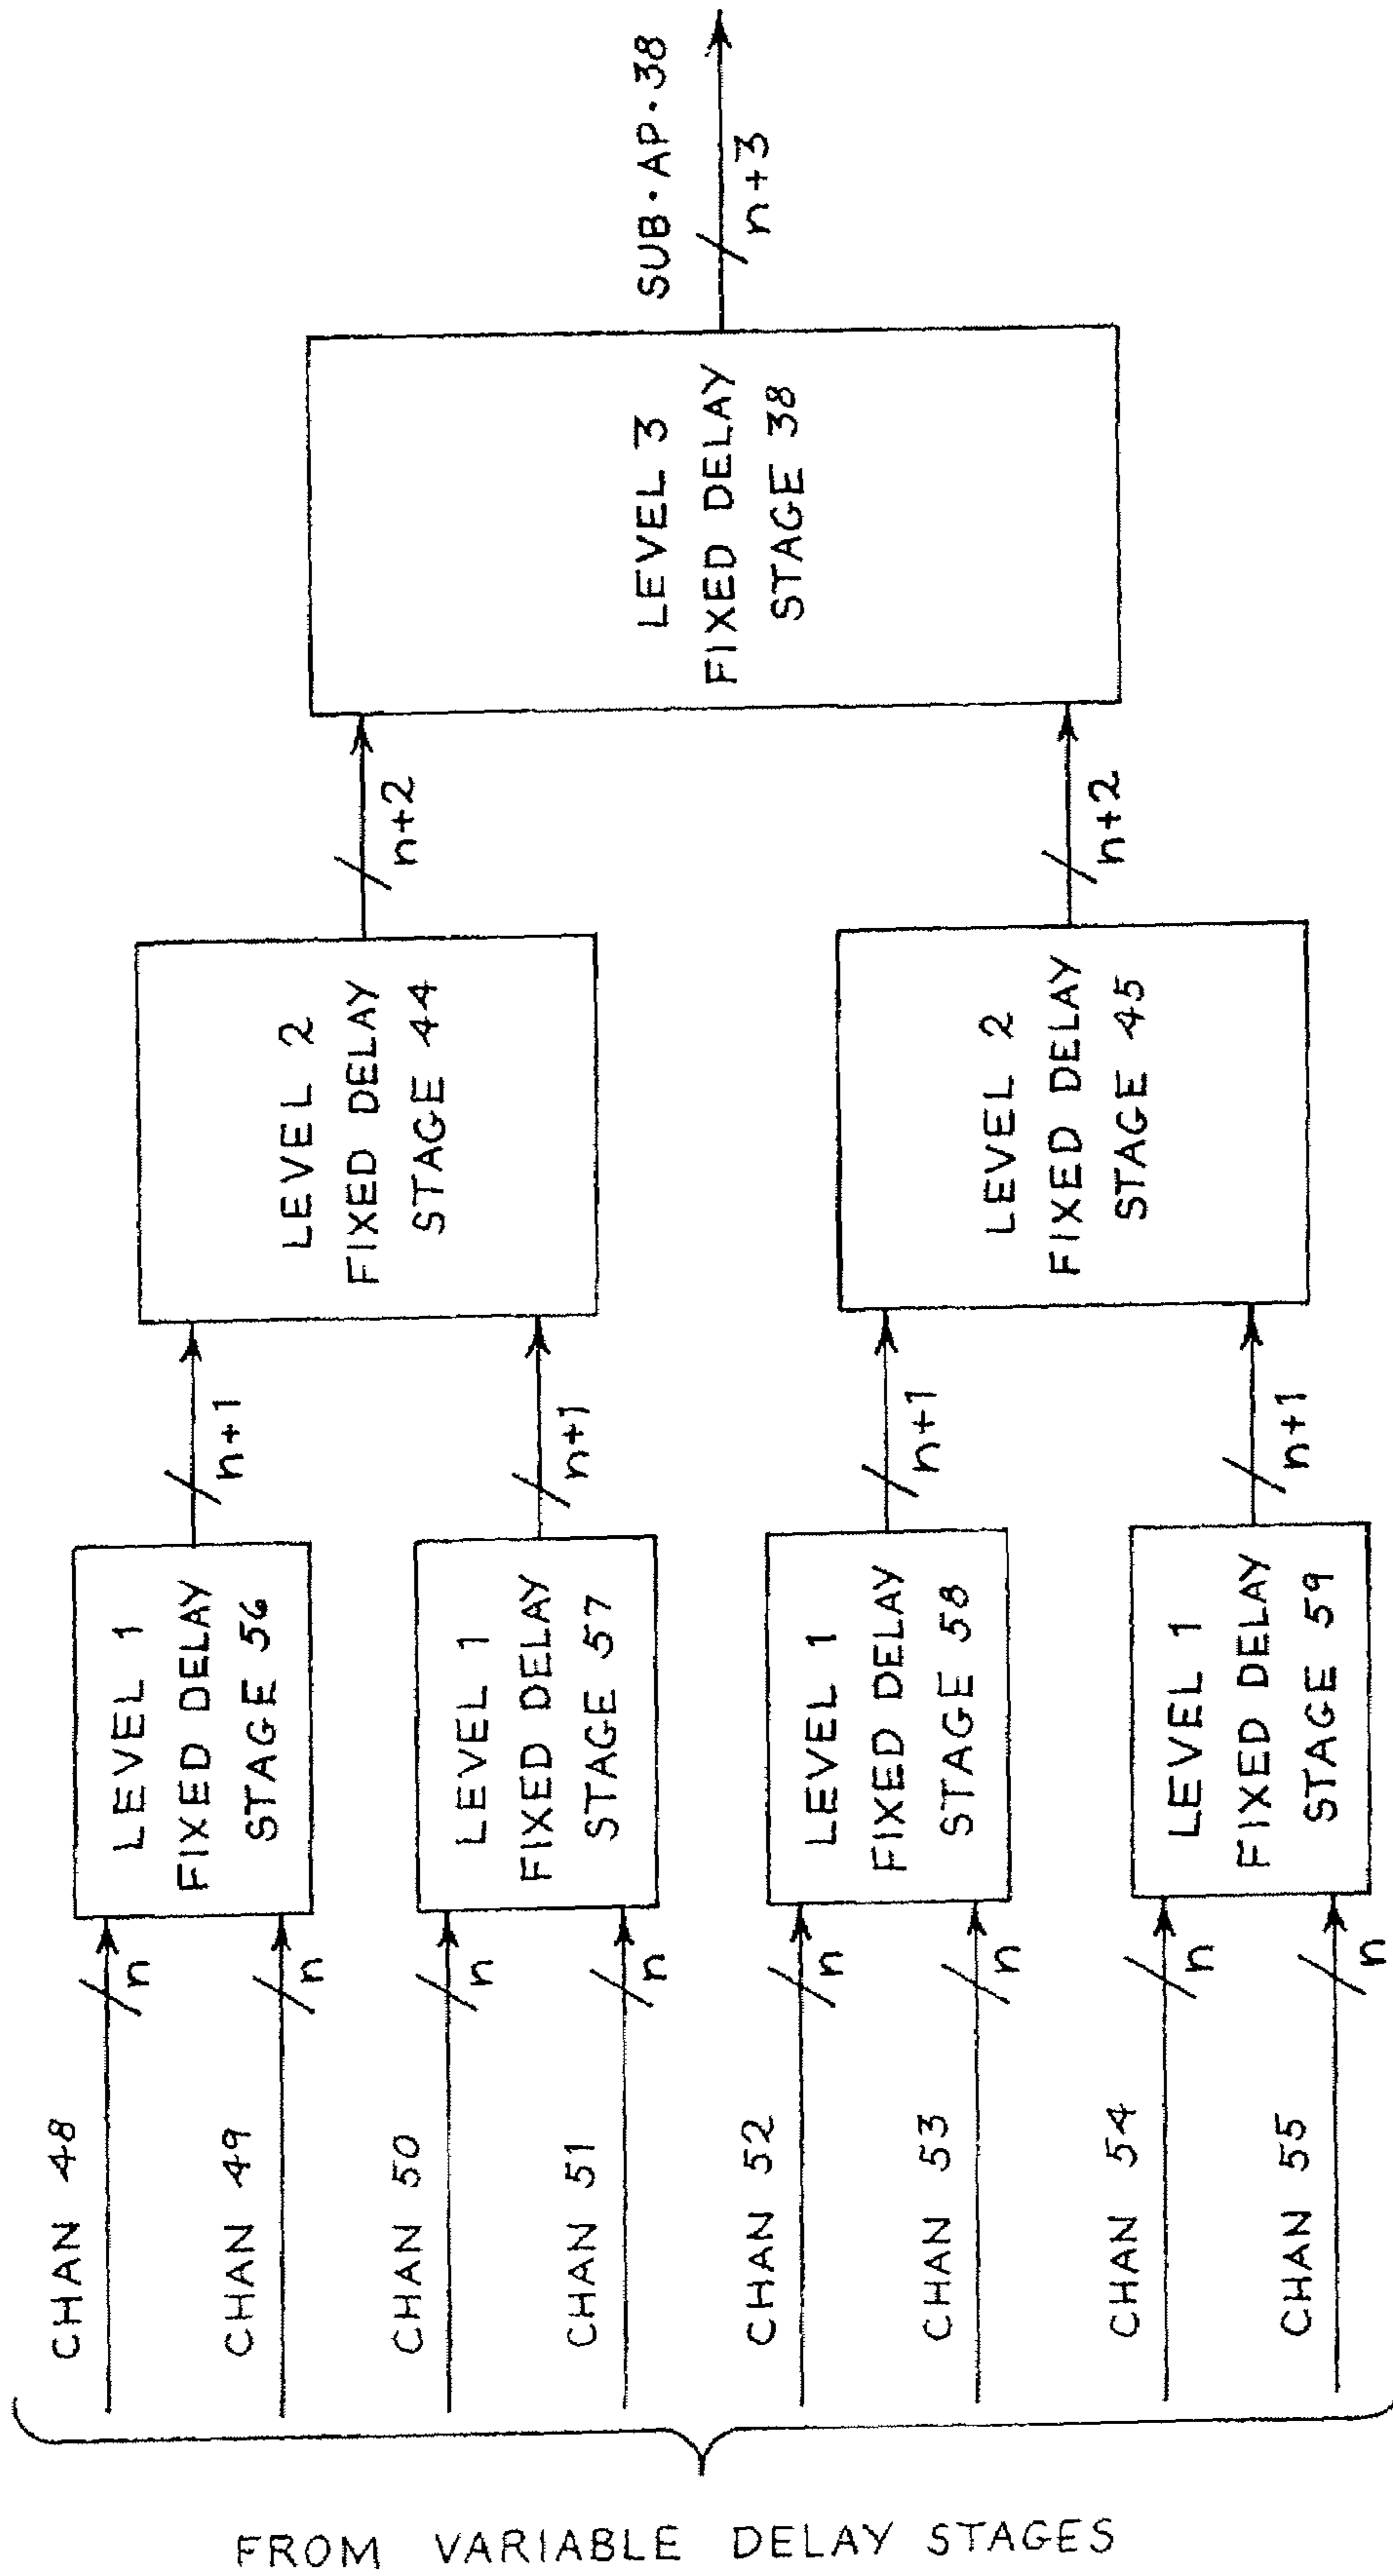 FROM VARIABLE DELAY STAGES
CHAN 48
n
CHAN 49
n
CHAN 50
n
CHAN 51
n
CHAN 52
n
CHAN 53
n
CHAN 54
n
CHAN 55
n
LEVEL 1
FIXED DELAY
STAGE 56
LEVEL 1
FIXED DELAY
STAGE 57
LEVEL 1
FIXED DELAY
STAGE 58
LEVEL 1
FIXED DELAY
STAGE 59
n+1
n+1
n+1
n+1
LEVEL 2
FIXED DELAY
STAGE 44
LEVEL 2
FIXED DELAY
STAGE 45
n+2
n+2
LEVEL 3
FIXED DELAY
STAGE 38
SUB·AP·38
n+3